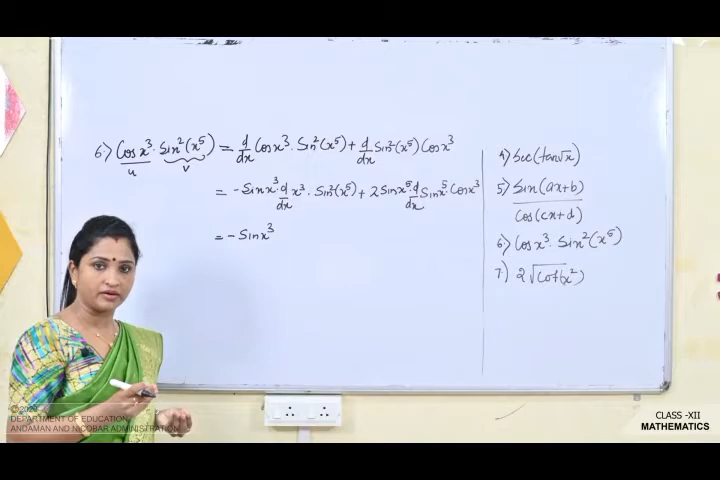 6> Cos x³ . Sin²(x⁵) = d/dx Cos x³ . Sin²(x⁵) + d/dx Sin²(x⁵) Cos x³
u v
= - Sin x³ . d/dx x³ . Sin²(x⁵) + 2 Sin x⁵ . d/dx Sin x⁵ . Cos x³
= - Sin x³
4> Sec (tan√x)
5> Sin (ax+b) / Cos (cx+d)
6> Cos x³ . Sin²(x⁵)
7.) 2√Cot(x²)
DEPARTMENT OF EDUCATION
ANDAMAN AND NICOBAR ADMINISTRATION
CLASS -XII
MATHEMATICS